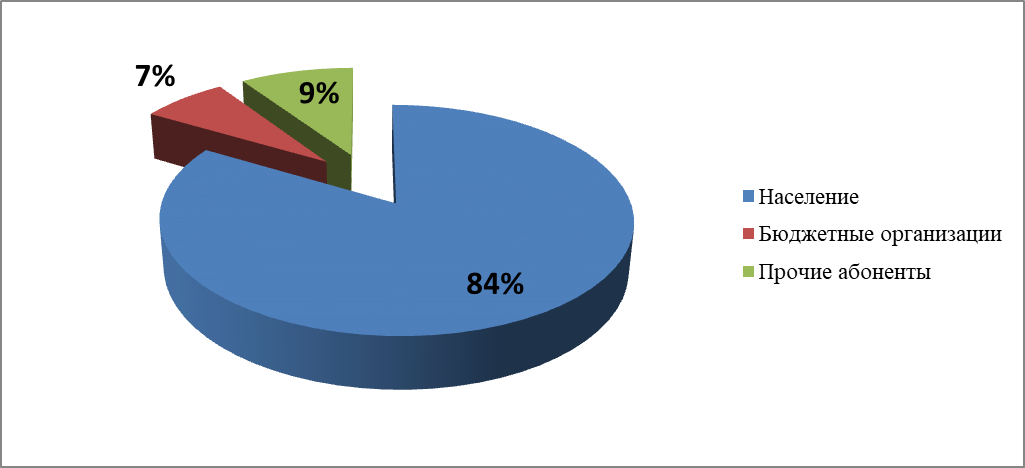 7%
9%
84%
Население
Бюджетные организации
Прочие абоненты